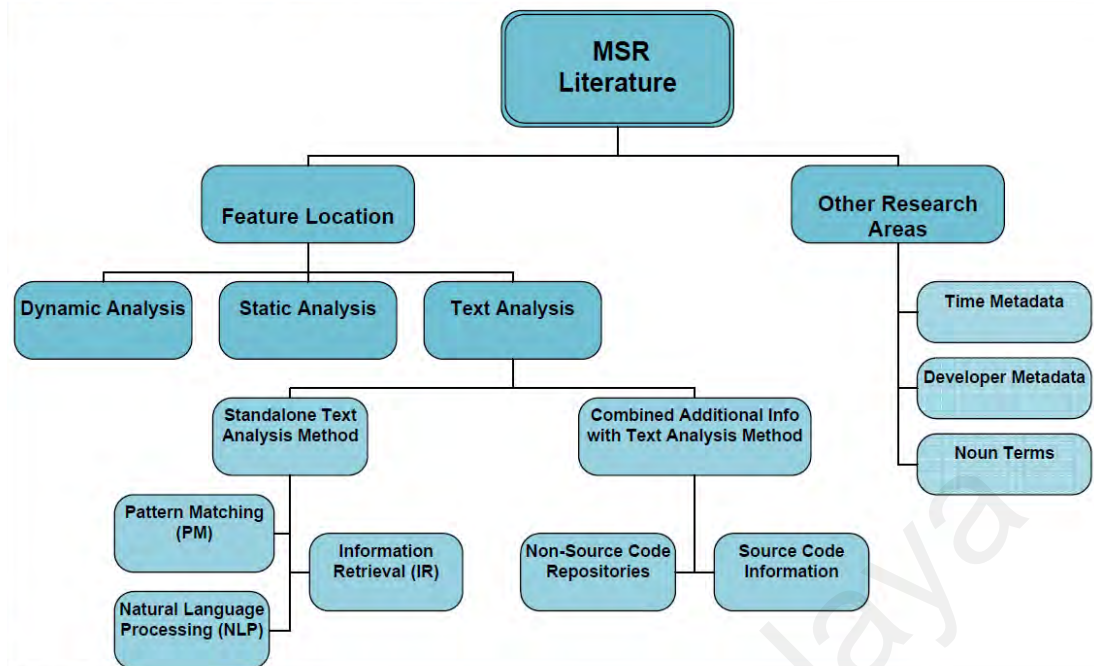 MSR
Literature
Feature Location
Other Research
Areas
Dynamic Analysis
Static Analysis
Text Analysis
Time Metadata
Developer Metadata
Noun Terms
Standalone Text
Analysis Method
Combined Additional Info
with Text Analysis Method
Pattern Matching
(PM)
Information
Retrieval (IR)
Natural Language
Processing (NLP)
Non-Source Code
Repositories
Source Code
Information
laya